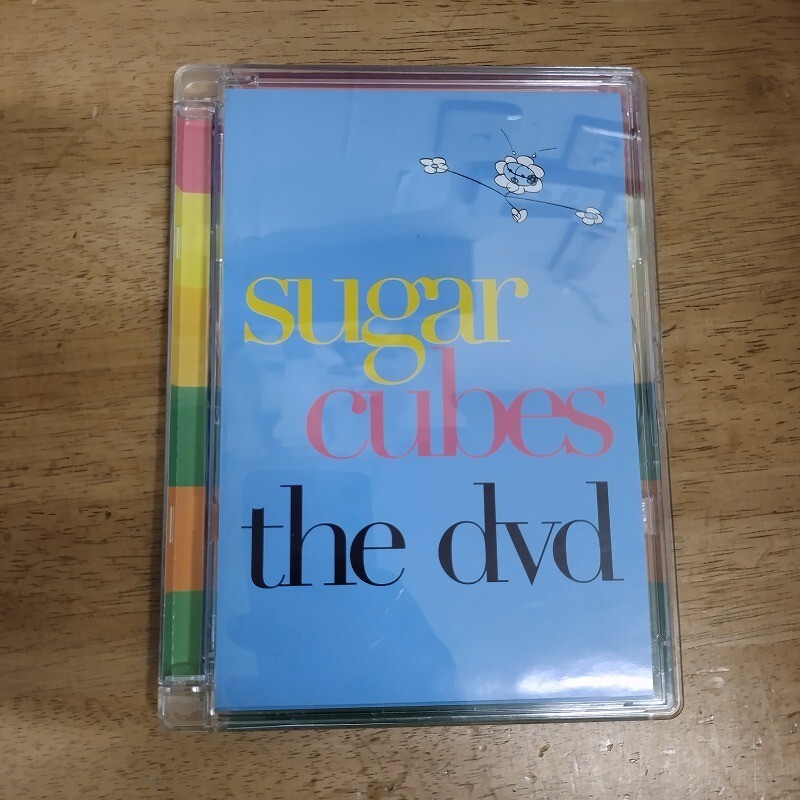 sugar
cubes
the dvd